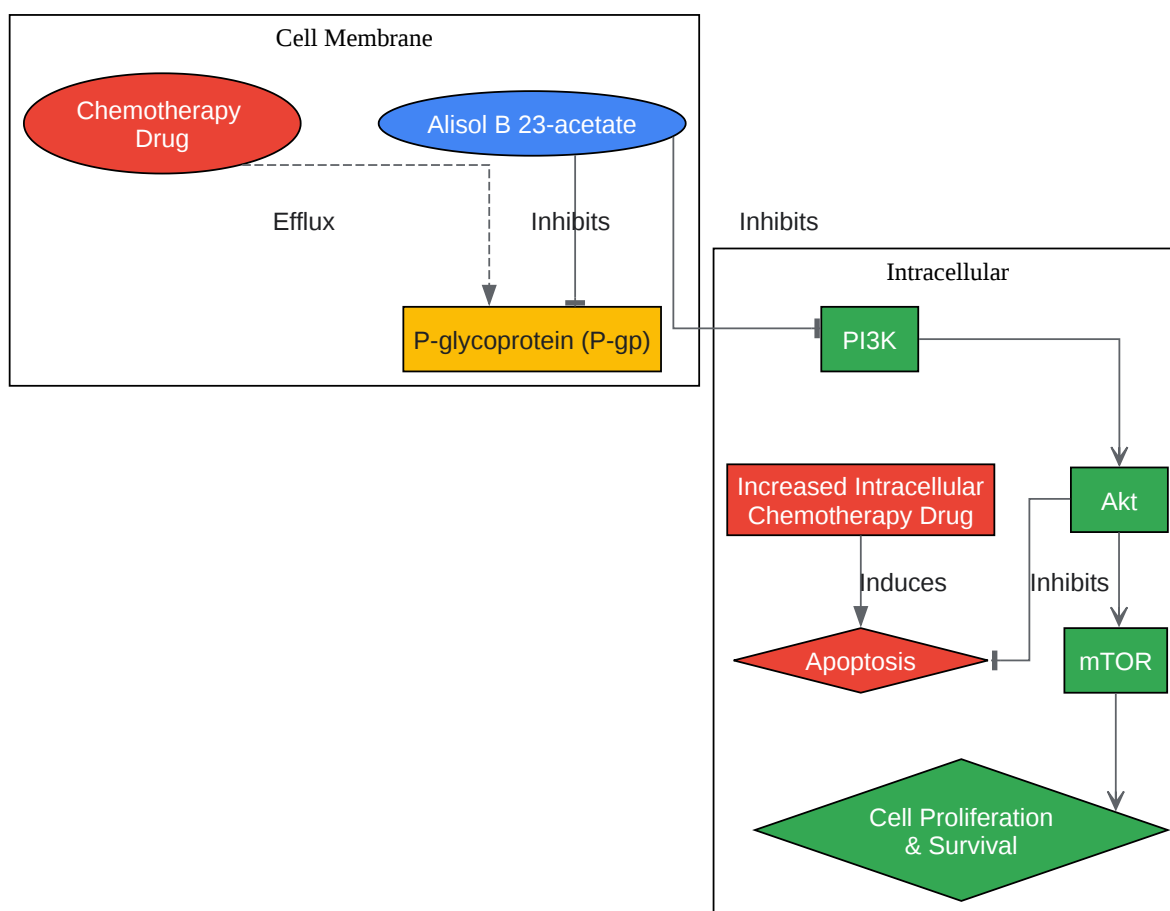 Cell Membrane
Chemotherapy
Drug
Alisol B 23-acetate
Efflux
Inhibits
Inhibits
P-glycoprotein (P-gp)
Intracellular
PI3K
Increased Intracellular
Chemotherapy Drug
Akt
Induces
Inhibits
Apoptosis
mTOR
Cell Proliferation
& Survival